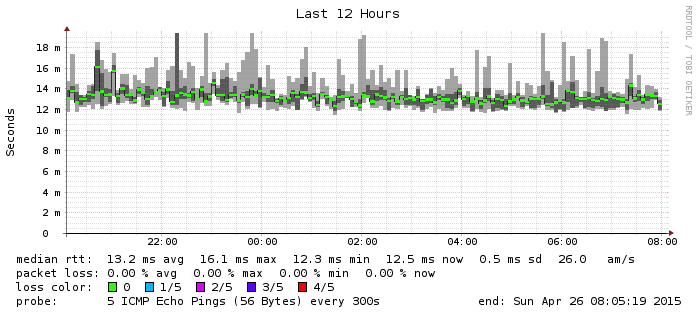 Last 12 Hours
RRDTOOL / TOBI OETIKER
Seconds
18 m
16 m
14 m
12 m
10 m
8 m
6 m
4 m
2 m
0
22:00 00:00 02:00 04:00 06:00 08:00
median rtt: 13.2 ms avg 16.1 ms max 12.3 ms min 12.5 ms now 0.5 ms sd 26.0 am/s
packet loss: 0.00 % avg 0.00 % max 0.00 % min 0.00 % now
loss color: 0 1/5 2/5 3/5 4/5
probe: 5 ICMP Echo Pings (56 Bytes) every 300s end: Sun Apr 26 08:05:19 2015